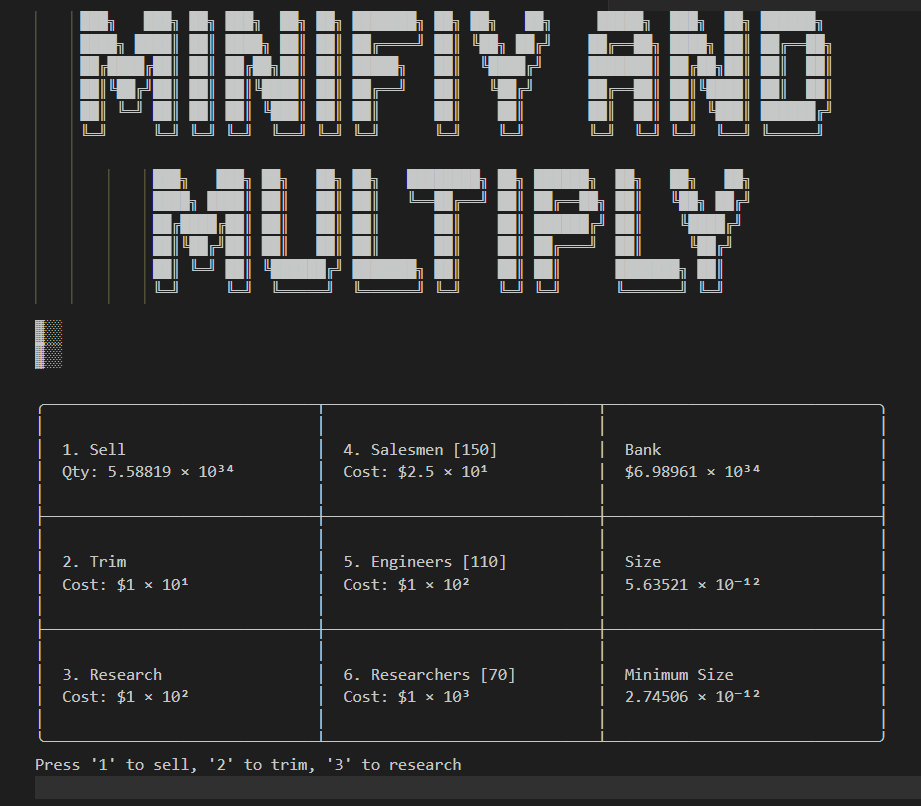 MINIFY AND
MULTIPLY
1. Sell
Qty: 5.58819 × 10³⁴
4. Salesmen [150]
Cost: $2.5 × 10¹
Bank
$6.98961 × 10³⁴
2. Trim
Cost: $1 × 10¹
5. Engineers [110]
Cost: $1 × 10²
Size
5.63521 × 10⁻¹²
3. Research
Cost: $1 × 10²
6. Researchers [70]
Cost: $1 × 10³
Minimum Size
2.74506 × 10⁻¹²
Press '1' to sell, '2' to trim, '3' to research